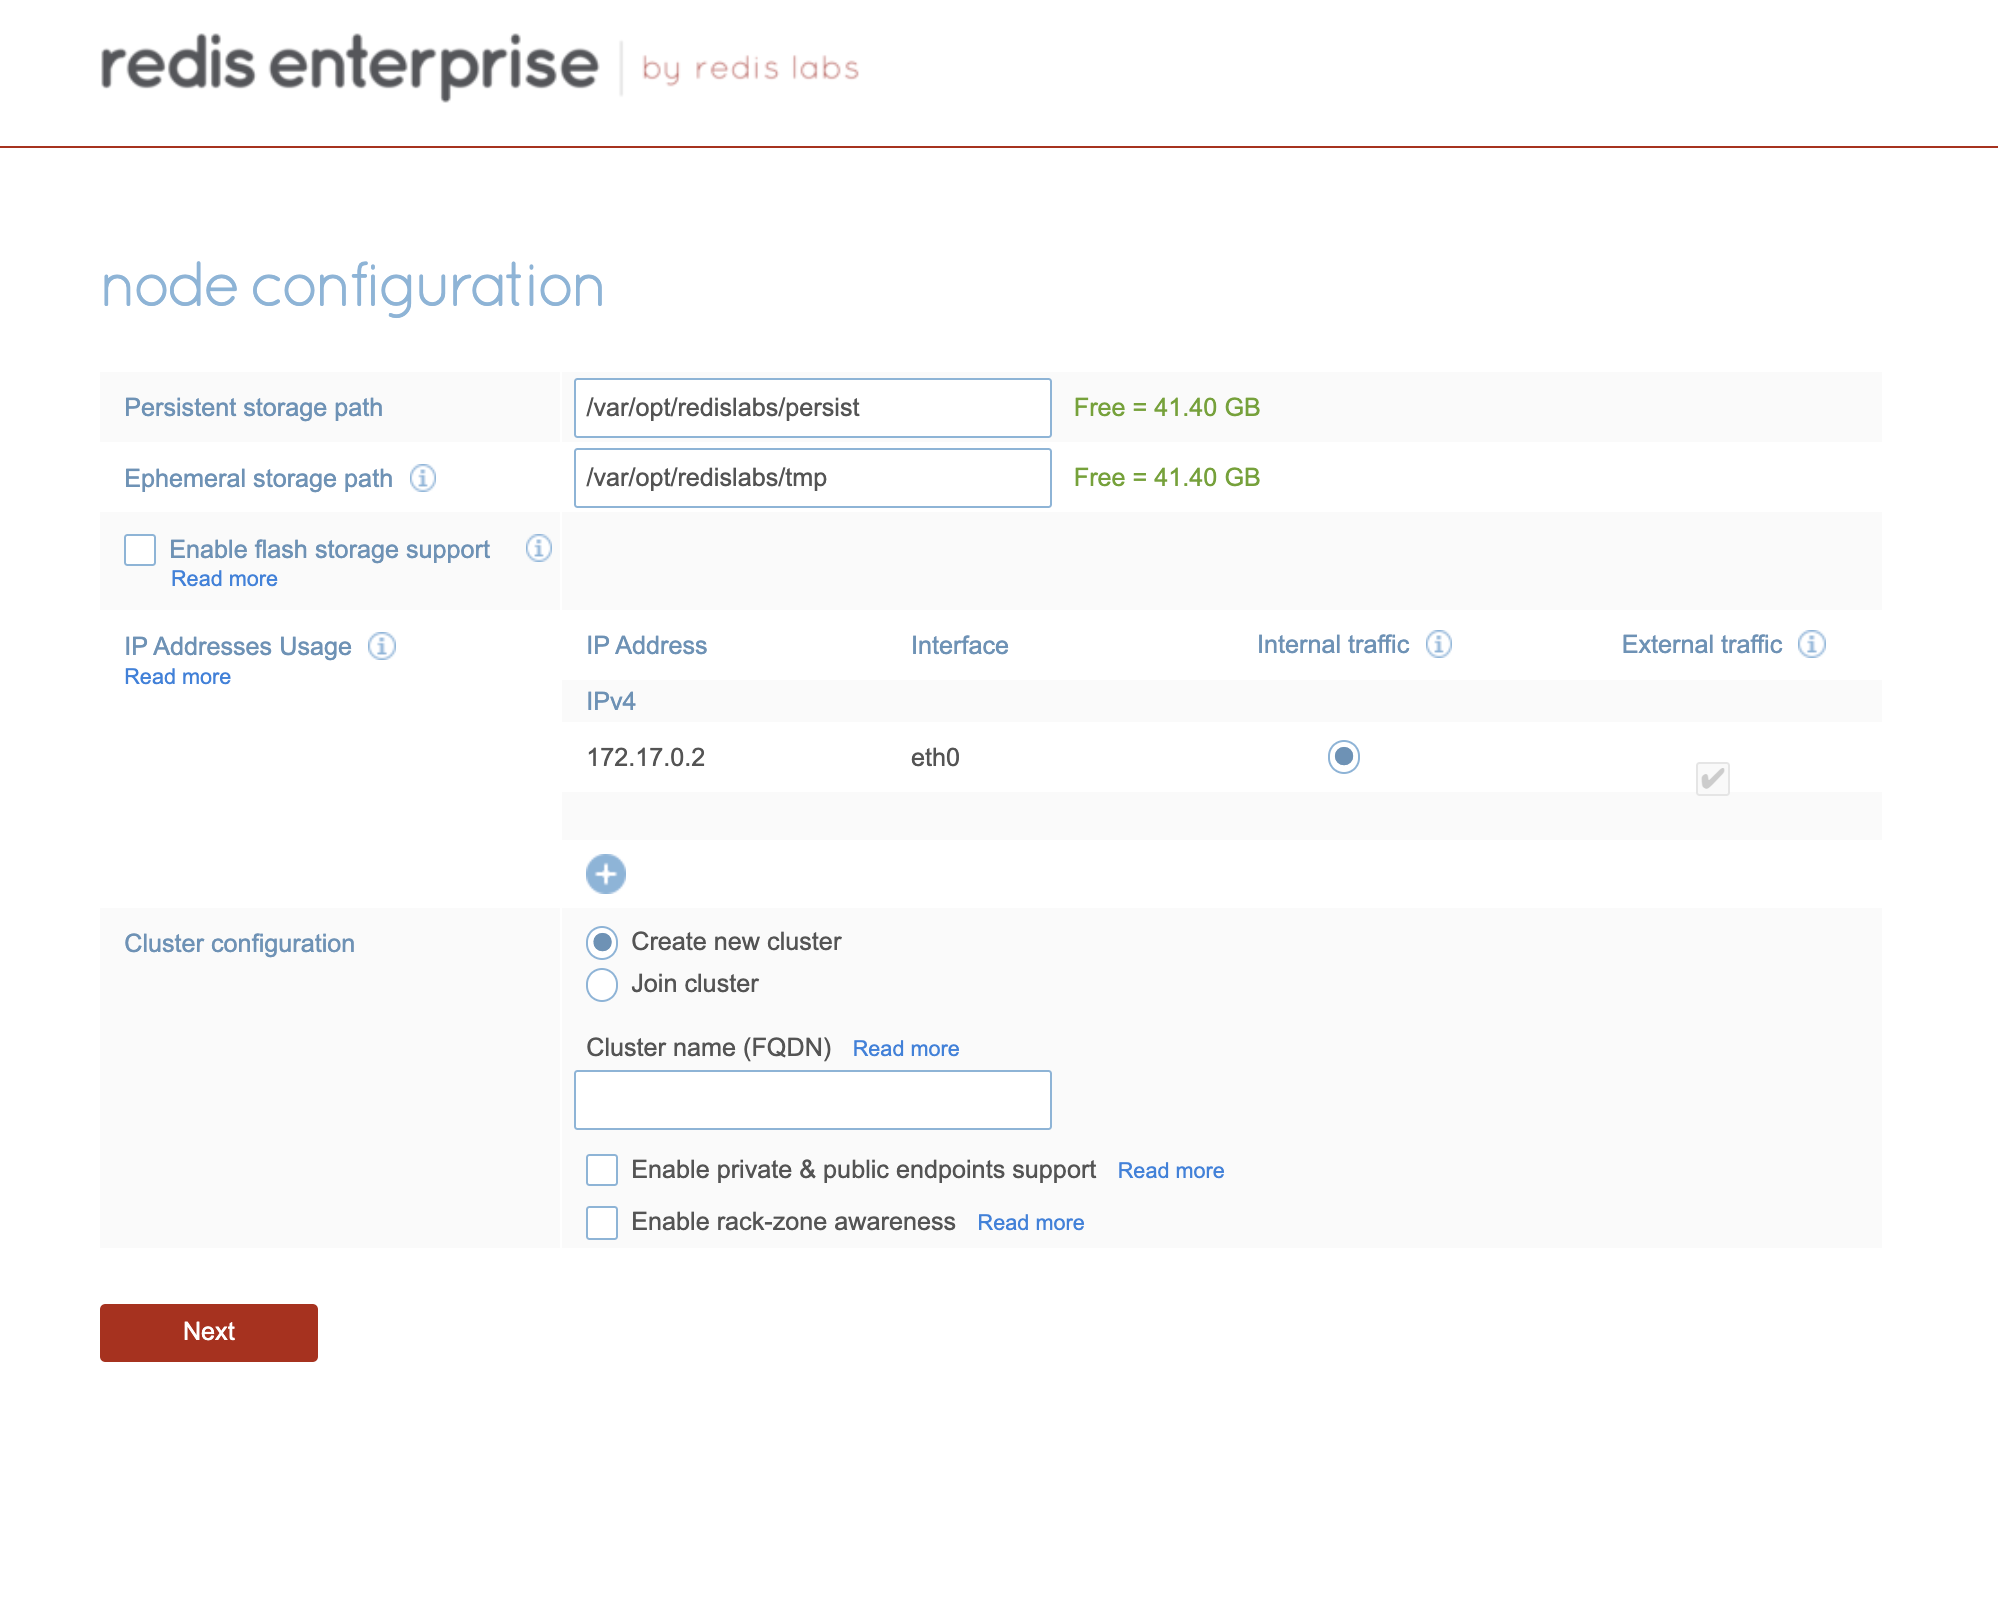 redis enterprise | by redis labs
node configuration
Persistent storage path /var/opt/redislabs/persist Free = 41.40 GB
Ephemeral storage path /var/opt/redislabs/tmp Free = 41.40 GB
Enable flash storage support
Read more
IP Addresses Usage IP Address Interface Internal traffic External traffic
Read more
IPv4
172.17.0.2 eth0
Cluster configuration Create new cluster
Join cluster
Cluster name (FQDN) Read more
Enable private & public endpoints support Read more
Enable rack-zone awareness Read more
Next